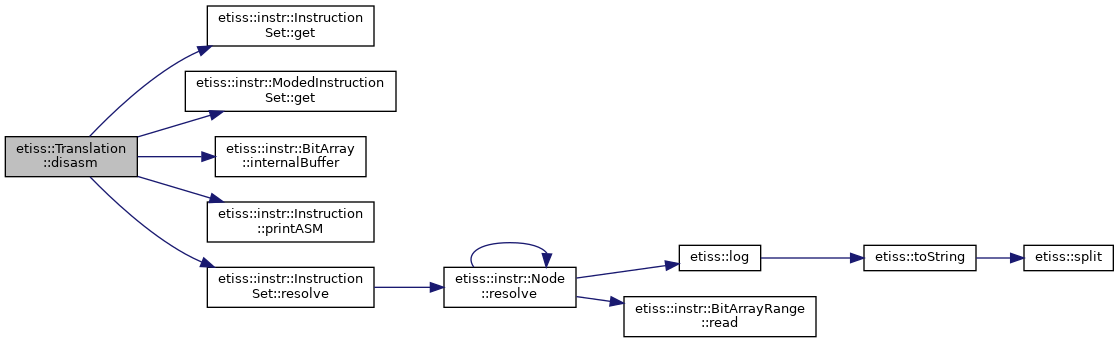 etiss::Translation
::disasm
etiss::instr::Instruction
Set::get
etiss::instr::ModedInstruction
Set::get
etiss::instr::BitArray
::internalBuffer
etiss::instr::Instruction
::printASM
etiss::instr::Instruction
Set::resolve
etiss::instr::Node
::resolve
etiss::log
etiss::toString
etiss::split
etiss::instr::BitArrayRange
::read